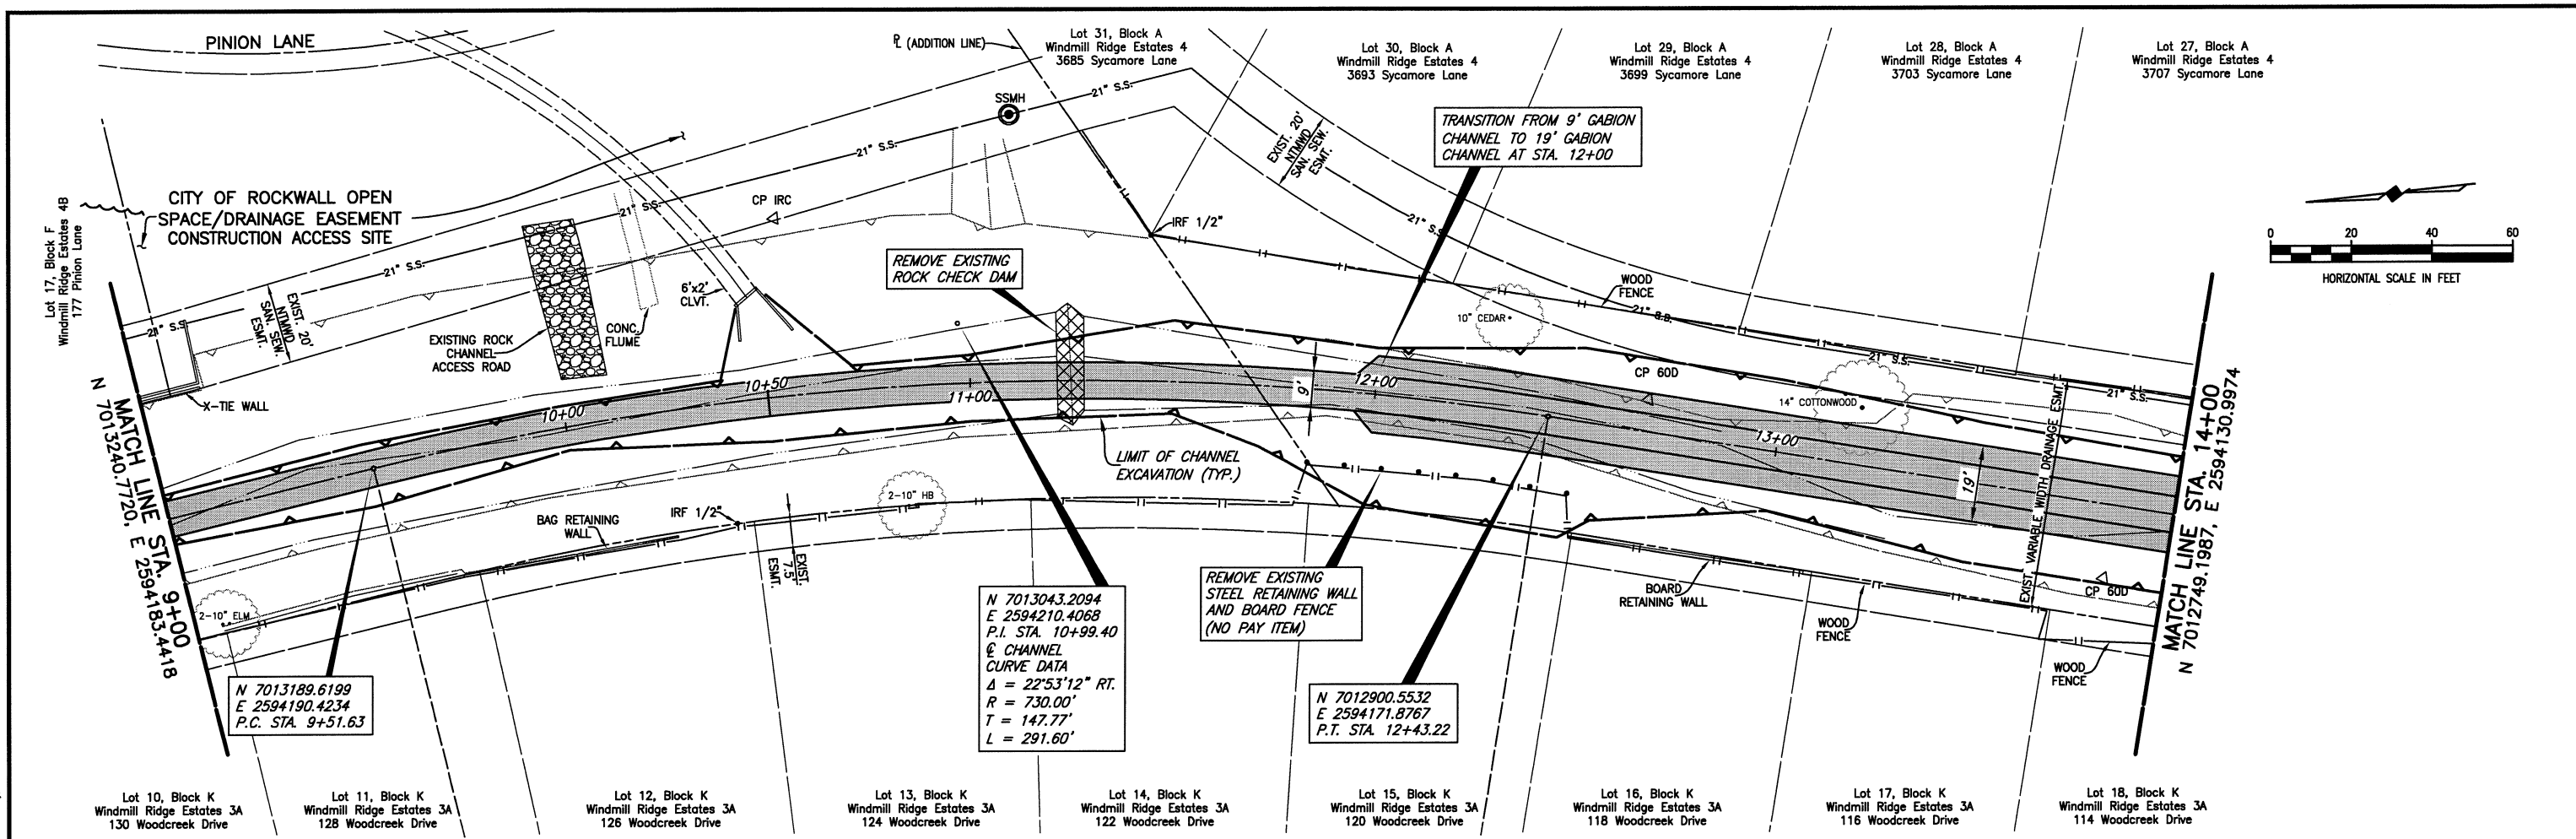 PINION LANE
℄ (ADDITION LINE)
Lot 31, Block A
Windmill Ridge Estates 4
3685 Sycamore Lane
Lot 30, Block A
Windmill Ridge Estates 4
3693 Sycamore Lane
Lot 29, Block A
Windmill Ridge Estates 4
3699 Sycamore Lane
Lot 28, Block A
Windmill Ridge Estates 4
3703 Sycamore Lane
Lot 27, Block A
Windmill Ridge Estates 4
3707 Sycamore Lane
SSMH
21" S.S.
21" S.S.
21" S.S.
21" S.S.
21" S.S.
21" S.S.
21" S.S.
21" S.S.
EXIST. 20'
NTMWD
SAN. SEW.
ESMT.
TRANSITION FROM 9' GABION
CHANNEL TO 19' GABION
CHANNEL AT STA. 12+00
0 20 40 60
HORIZONTAL SCALE IN FEET
Lot 17, Block F
Windmill Ridge Estates 4B
177 Pinion Lane
CITY OF ROCKWALL OPEN
SPACE/DRAINAGE EASEMENT
CONSTRUCTION ACCESS SITE
CP IRC
IRF 1/2"
REMOVE EXISTING
ROCK CHECK DAM
EXIST. 20'
NTMWD
SAN. SEW.
ESMT.
EXISTING ROCK
CHANNEL
ACCESS ROAD
CONC.
FLUME
6'x2'
CLVT.
WOOD
FENCE
21" S.S.
10" CEDAR
CP 60D
14" COTTONWOOD
X-TIE WALL
10+00
10+50
11+00
9'
12+00
13+00
19'
EXIST. VARIABLE WIDTH DRAINAGE ESMT.
MATCH LINE STA. 9+00
N 7013240.7720, E 2594183.4418
MATCH LINE STA. 14+00
N 7012749.1987, E 2594130.9974
LIMIT OF CHANNEL
EXCAVATION (TYP.)
2-10" HB
IRF 1/2"
BAG RETAINING
WALL
EXIST.
7.5'
ESMT.
2-10" ELM
N 7013189.6199
E 2594190.4234
P.C. STA. 9+51.63
N 7013043.2094
E 2594210.4068
P.I. STA. 10+99.40
℄ CHANNEL
CURVE DATA
Δ = 22°53'12" RT.
R = 730.00'
T = 147.77'
L = 291.60'
REMOVE EXISTING
STEEL RETAINING WALL
AND BOARD FENCE
(NO PAY ITEM)
N 7012900.5532
E 2594171.8767
P.T. STA. 12+43.22
BOARD
RETAINING WALL
WOOD
FENCE
CP 60D
WOOD
FENCE
Lot 10, Block K
Windmill Ridge Estates 3A
130 Woodcreek Drive
Lot 11, Block K
Windmill Ridge Estates 3A
128 Woodcreek Drive
Lot 12, Block K
Windmill Ridge Estates 3A
126 Woodcreek Drive
Lot 13, Block K
Windmill Ridge Estates 3A
124 Woodcreek Drive
Lot 14, Block K
Windmill Ridge Estates 3A
122 Woodcreek Drive
Lot 15, Block K
Windmill Ridge Estates 3A
120 Woodcreek Drive
Lot 16, Block K
Windmill Ridge Estates 3A
118 Woodcreek Drive
Lot 17, Block K
Windmill Ridge Estates 3A
116 Woodcreek Drive
Lot 18, Block K
Windmill Ridge Estates 3A
114 Woodcreek Drive